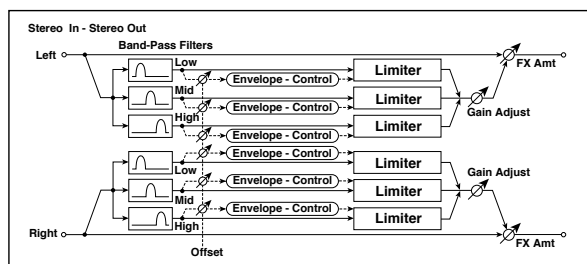 Stereo In - Stereo Out
Band-Pass Filters
Left
Low
FX Amt
Envelope - Control
Limiter
Mid
Envelope - Control
Limiter
Gain Adjust
High
Envelope - Control
Limiter
Envelope - Control
Limiter
Low
Gain Adjust
Envelope - Control
Limiter
Mid
Envelope - Control
Limiter
High
Right
FX Amt
Offset